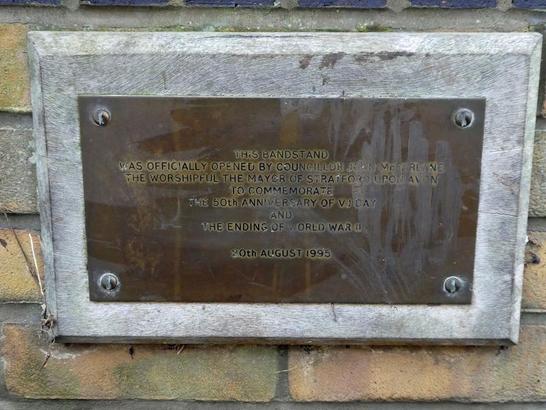 THIS BANDSTAND
WAS OFFICIALLY OPENED BY COUNCILLOR
THE WORSHIPFUL THE MAYOR OF STRATFORD UPON AVON
TO COMMEMORATE
THE 50th ANNIVERSARY OF VJ DAY
AND
THE ENDING OF WORLD WAR II.
20th AUGUST 1995